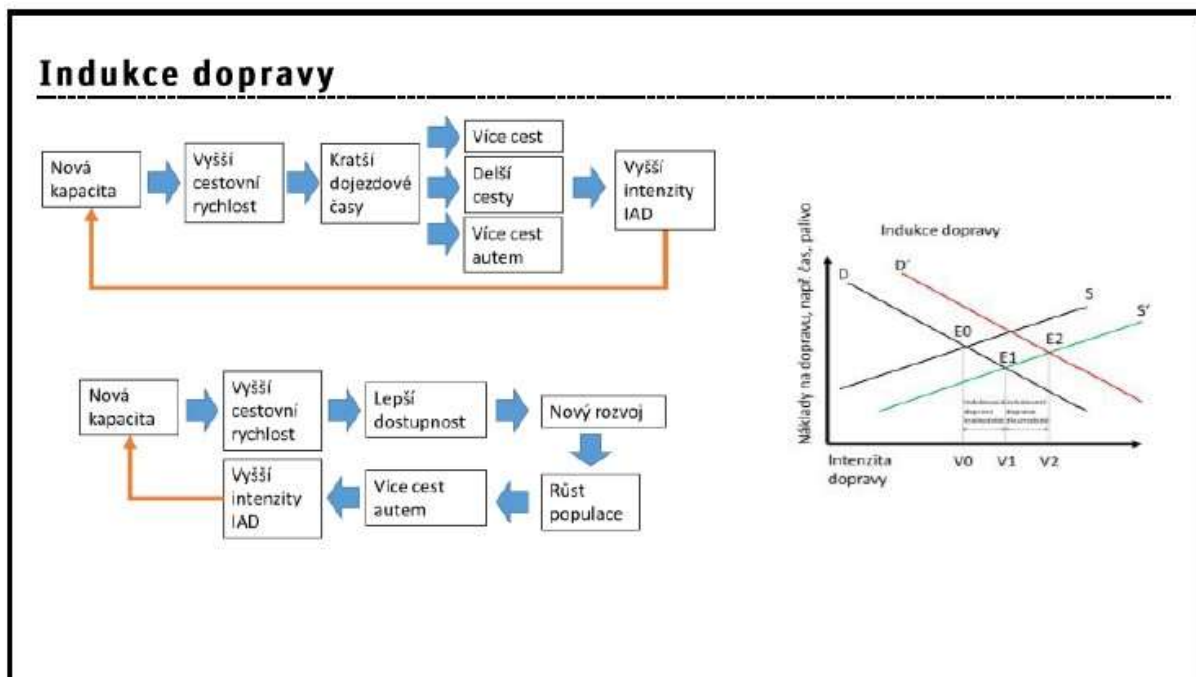 Indukce dopravy
Nová
kapacita
Vyšší
cestovní
rychlost
Kratší
dojezdové
časy
Více cest
Delší
cesty
Více cest
autem
Vyšší
intenzity
IAD
Nová
kapacita
Vyšší
cestovní
rychlost
Lepší
dostupnost
Nový rozvoj
Růst
populace
Více cest
autem
Vyšší
intenzity
IAD
Indukce dopravy
Náklady na dopravu, např. čas, palivo
D
D'
S
S'
E0
E1
E2
V0 V1 V2
Intenzita
dopravy